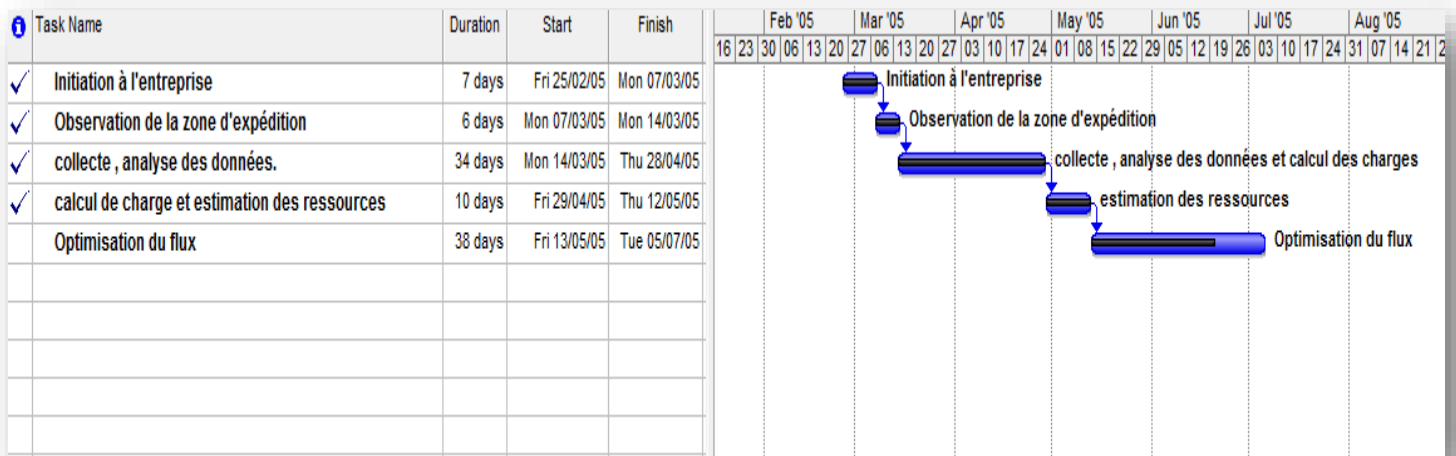 Task Name Duration Start Finish
Feb '05 Mar '05 Apr '05 May '05 Jun '05 Jul '05 Aug '05
16 23 30 06 13 20 27 06 13 20 27 03 10 17 24 01 08 15 22 29 05 12 19 26 03 10 17 24 31 07 14 21
Initiation à l'entreprise 7 days Fri 25/02/05 Mon 07/03/05 Initiation à l'entreprise
Observation de la zone d'expédition 6 days Mon 07/03/05 Mon 14/03/05 Observation de la zone d'expédition
collecte , analyse des données. 34 days Mon 14/03/05 Thu 28/04/05 collecte , analyse des données et calcul des charges
calcul de charge et estimation des ressources 10 days Fri 29/04/05 Thu 12/05/05 estimation des ressources
Optimisation du flux 38 days Fri 13/05/05 Tue 05/07/05 Optimisation du flux